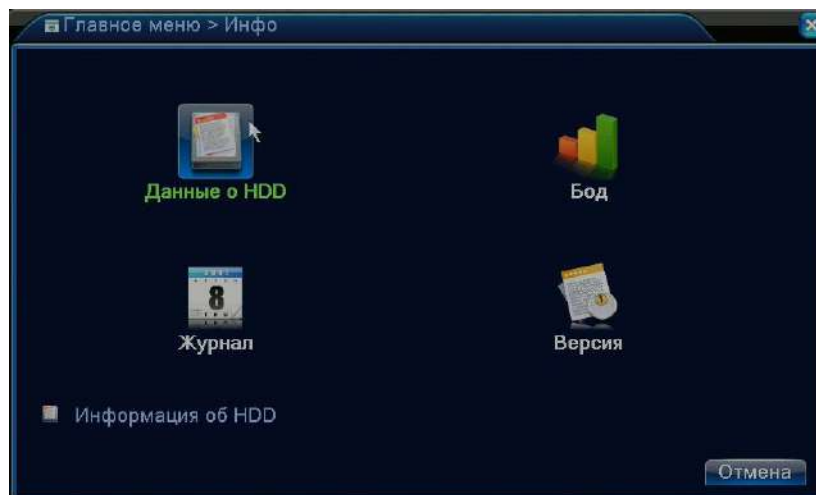 Главное меню > Инфо
Данные о HDD
Бод
8
Журнал
Версия
Информация об HDD
Отмена